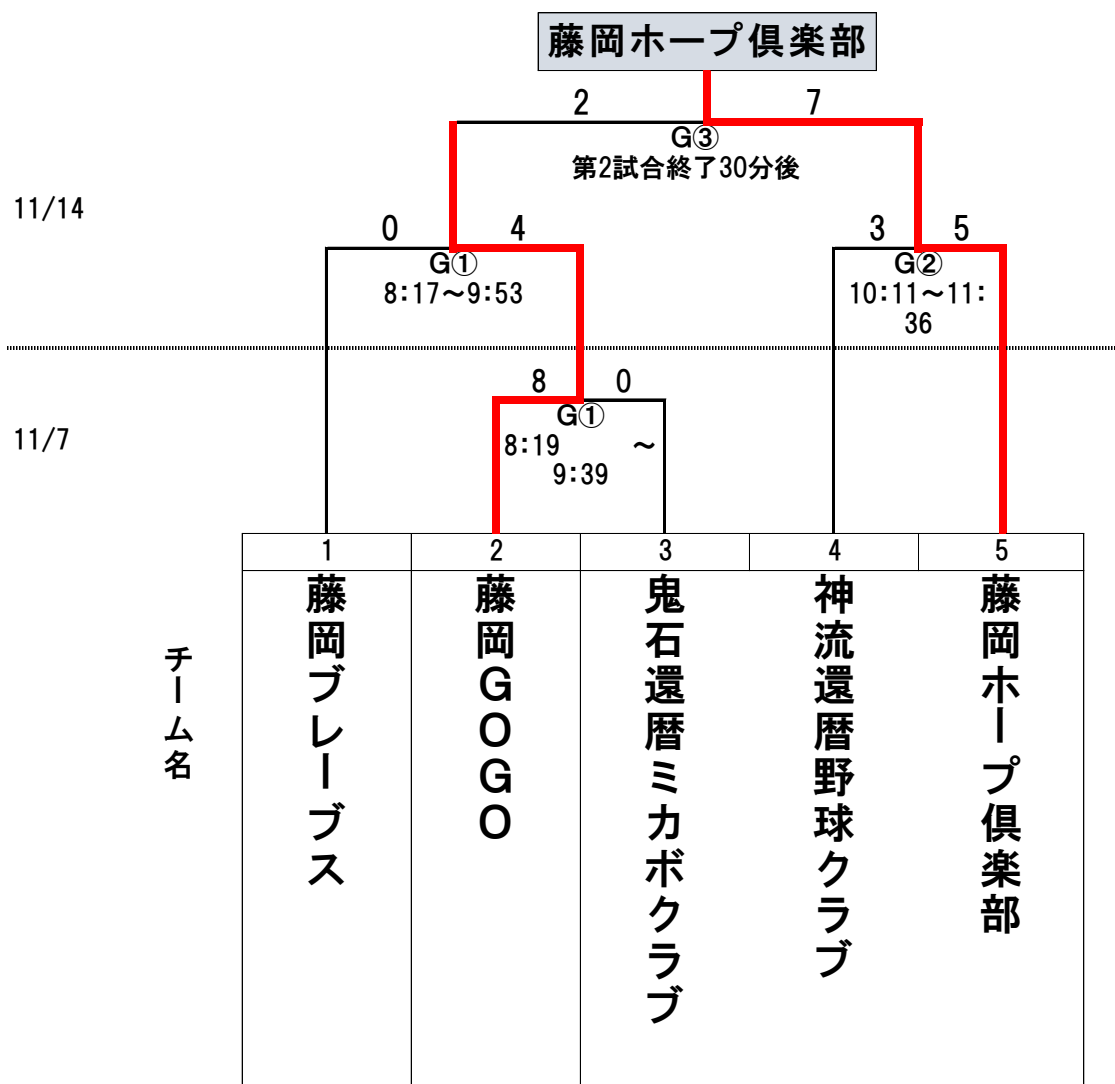 藤岡ホープ倶楽部
2 7
G③
第2試合終了30分後
11/14
0 4 3 5
G① G②
8:17～9:53 10:11～11:
36
8 0
G①
11/7
8:19 ～
9:39
1 2 3 4 5
チーム名
藤岡ブレーブス
藤岡GOGO
鬼石還暦ミカボクラブ
神流還暦野球クラブ
藤岡ホープ倶楽部